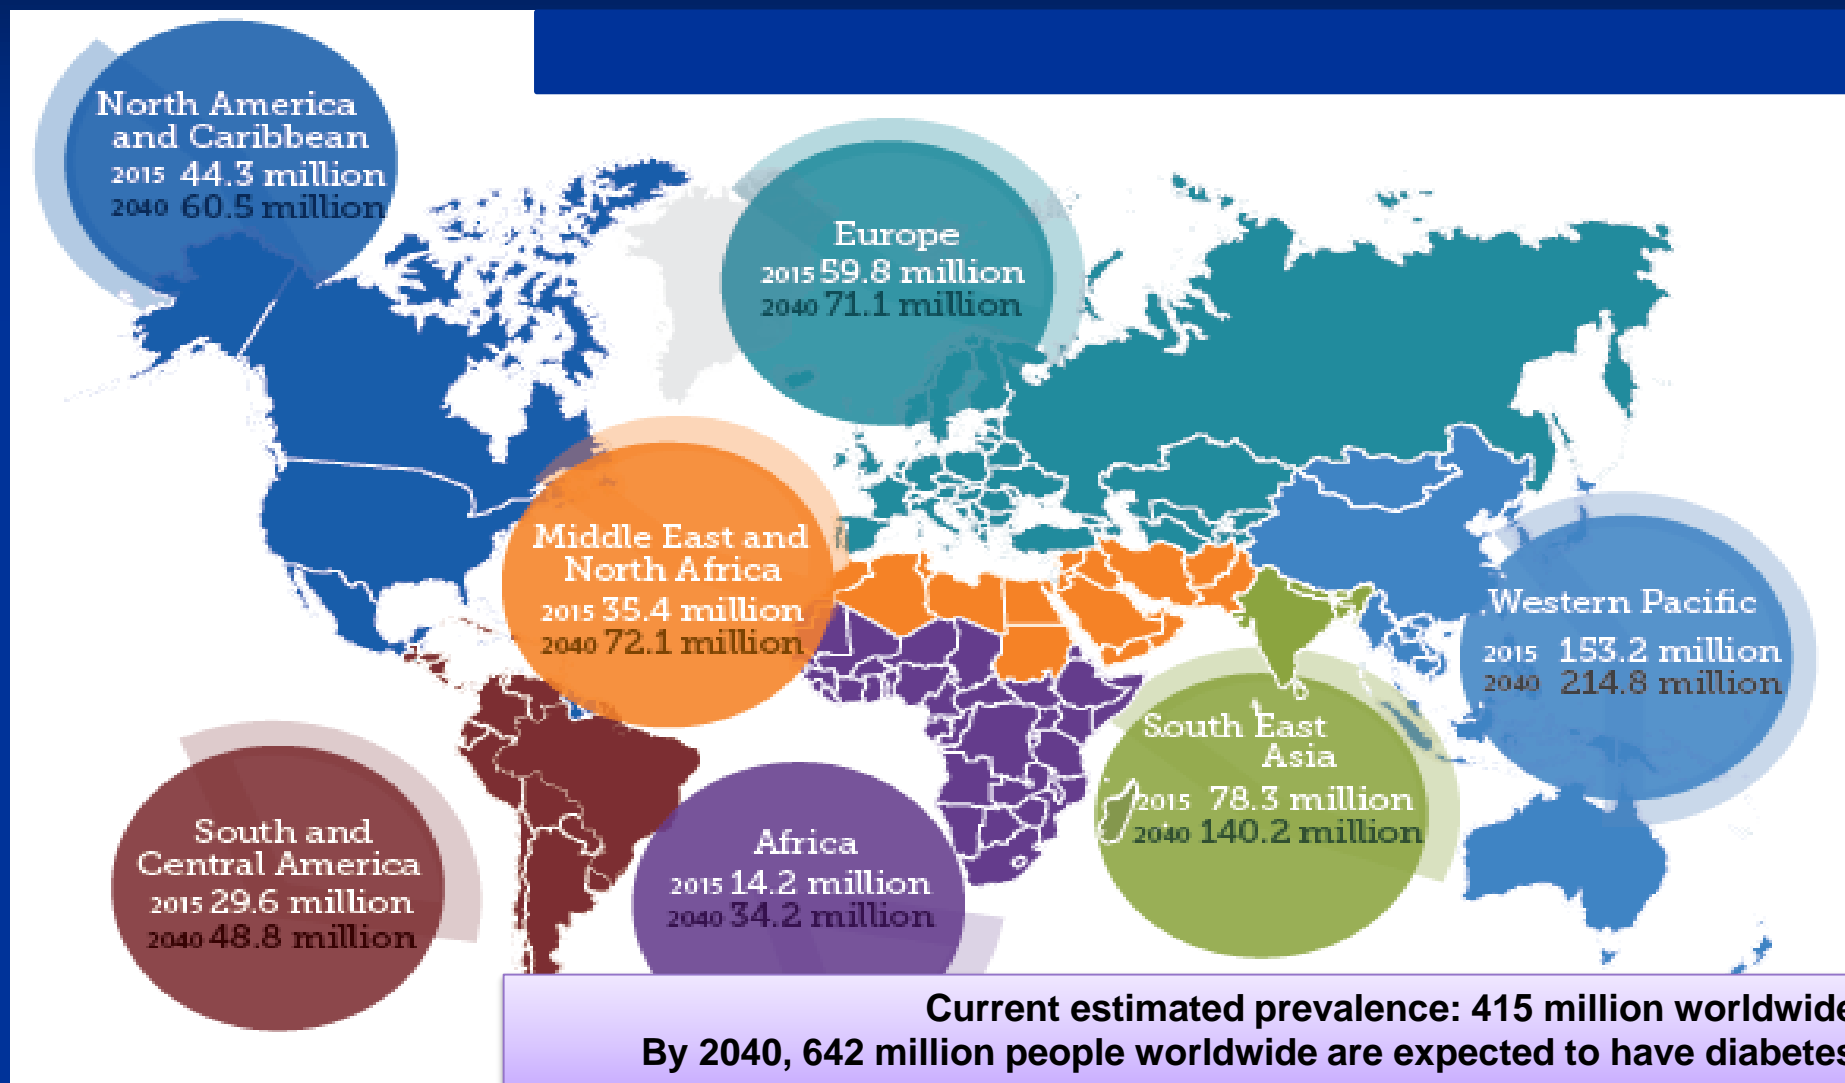 North America
and Caribbean
2015 44.3 million
2040 60.5 million
Europe
2015 59.8 million
2040 71.1 million
Middle East and
North Africa
2015 35.4 million
2040 72.1 million
Western Pacific
2015 153.2 million
2040 214.8 million
South East
Asia
2015 78.3 million
2040 140.2 million
South and
Central America
2015 29.6 million
2040 48.8 million
Africa
2015 14.2 million
2040 34.2 million
Current estimated prevalence: 415 million worldwide
By 2040, 642 million people worldwide are expected to have diabetes